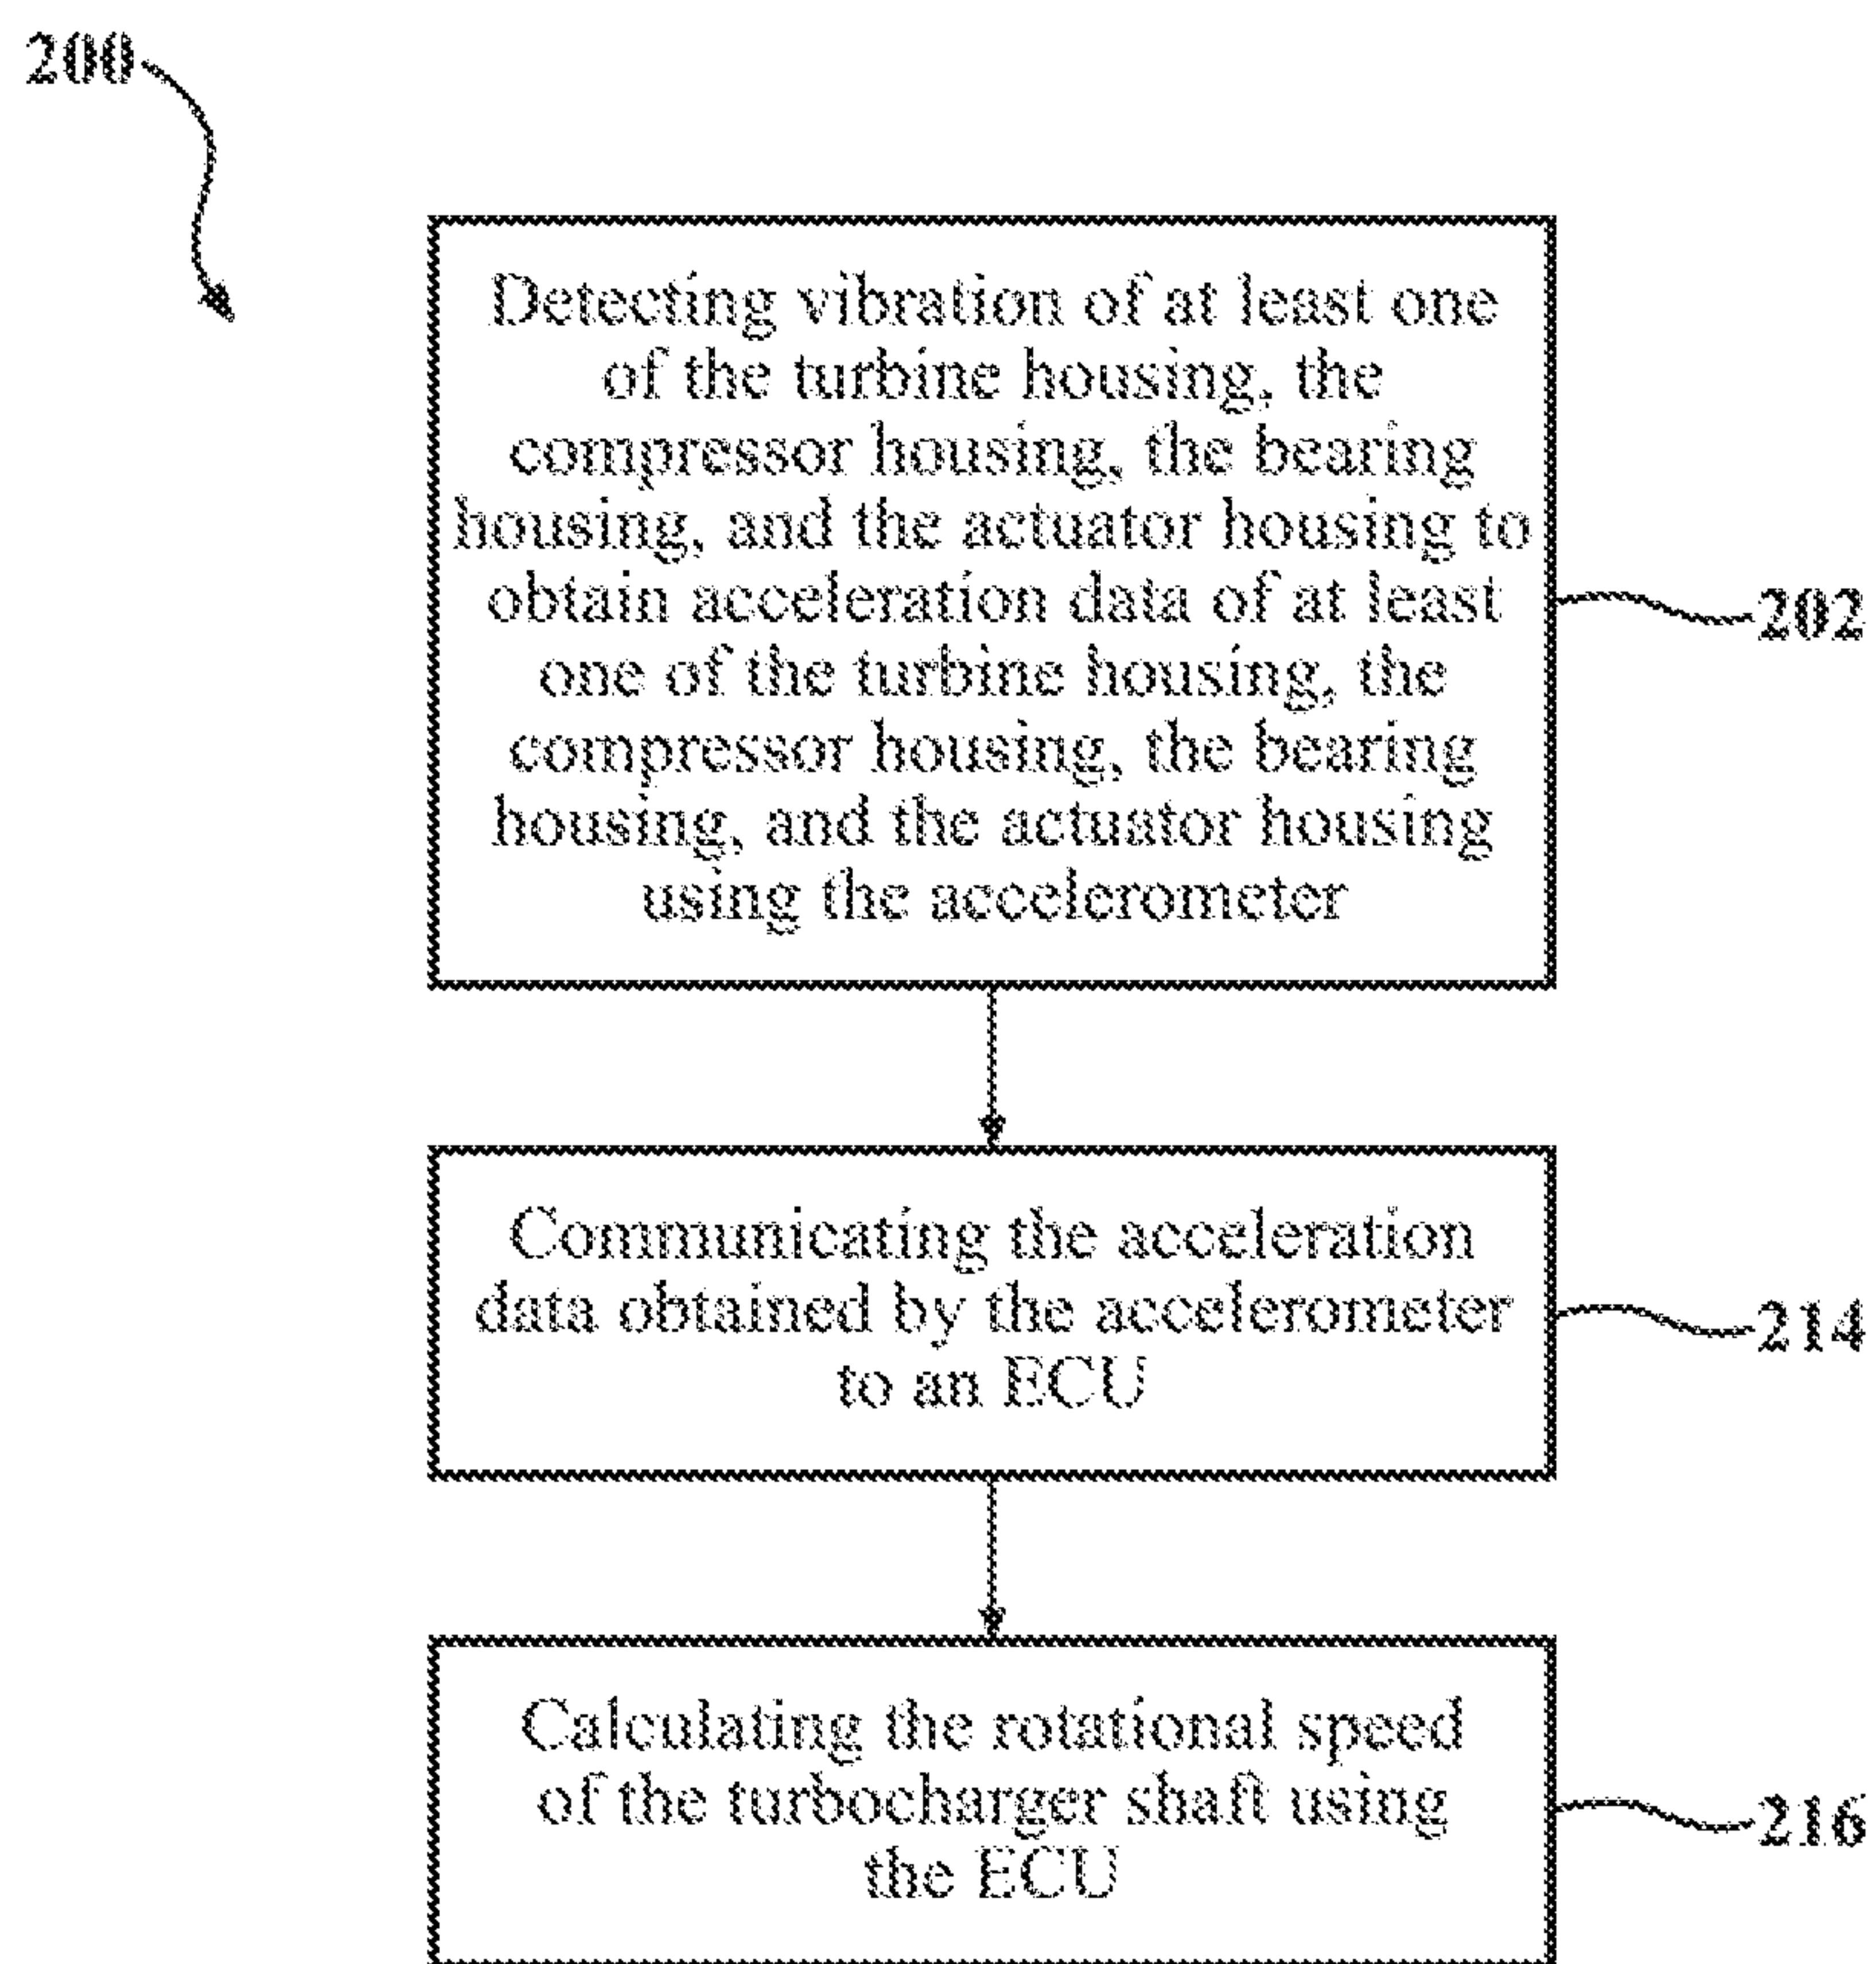 200
Detecting vibration of at least one
of the turbine housing, the
compressor housing, the bearing
housing, and the actuator housing to
obtain acceleration data of at least
one of the turbine housing, the
compressor housing, the bearing
housing, and the actuator housing
using the accelerometer
202
Communicating the acceleration
data obtained by the accelerometer
to an ECU
214
Calculating the rotational speed
of the turbocharger shaft using
the ECU
216